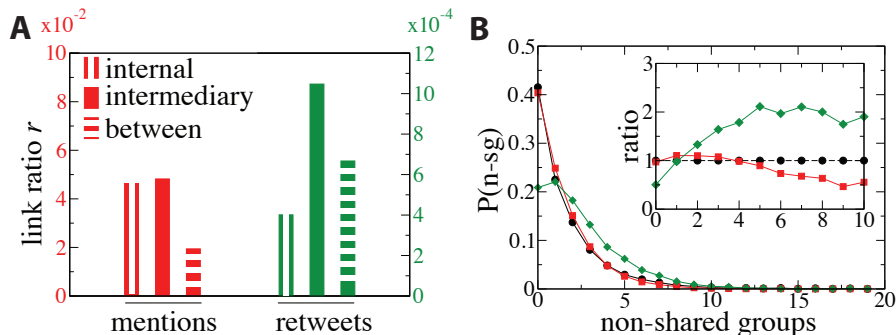 A
x10-2
x10-4
10
8
6
4
2
0
link ratio r
internal
intermediary
between
12
10
8
6
4
2
0
mentions
retweets
B
0.5
0.4
0.3
0.2
0.1
0
P(n-sg)
0 5 10 15 20
non-shared groups
3
2
1
0
ratio
0 2 4 6 8 10